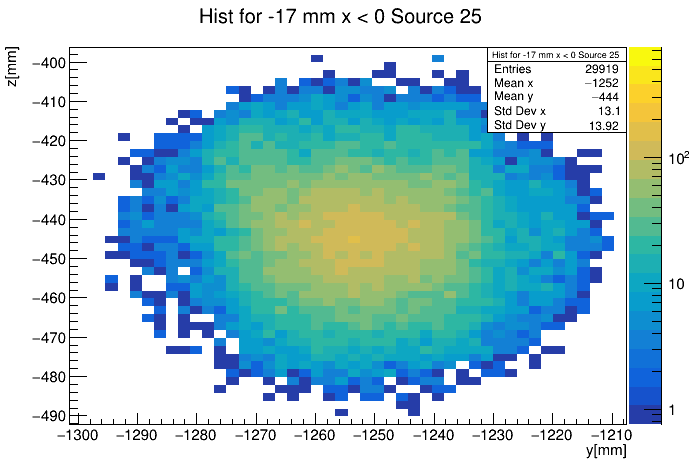 Hist for -17 mm x < 0 Source 25
z[mm]
Hist for -17 mm x < 0 Source 25
Entries 29919
Mean x −1252
Mean y −444
Std Dev x 13.1
Std Dev y 13.92
−400
−410
−420
−430
−440
−450
−460
−470
−480
−490
10²
10
1
−1300 −1290 −1280 −1270 −1260 −1250 −1240 −1230 −1220 −1210
y[mm]